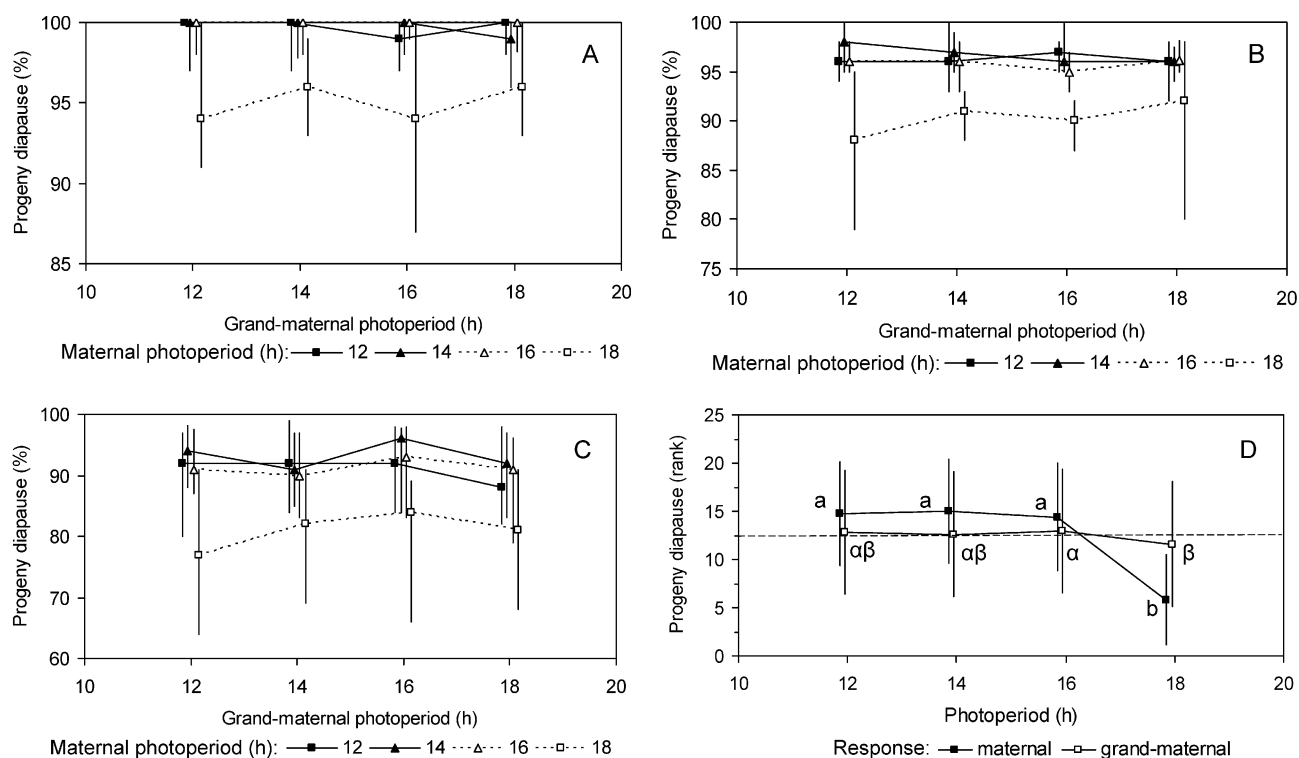 A
Progeny diapause (%)
100
95
90
85
10 12 14 16 18 20
Grand-maternal photoperiod (h)
Maternal photoperiod (h): 12 14 16 18
B
Progeny diapause (%)
100
95
90
85
80
75
10 12 14 16 18 20
Grand-maternal photoperiod (h)
Maternal photoperiod (h): 12 14 16 18
C
Progeny diapause (%)
100
90
80
70
60
10 12 14 16 18 20
Grand-maternal photoperiod (h)
Maternal photoperiod (h): 12 14 16 18
D
Progeny diapause (rank)
25
20
15
10
5
0
a a a b
αβ αβ α β
10 12 14 16 18 20
Photoperiod (h)
Response: maternal grand-maternal